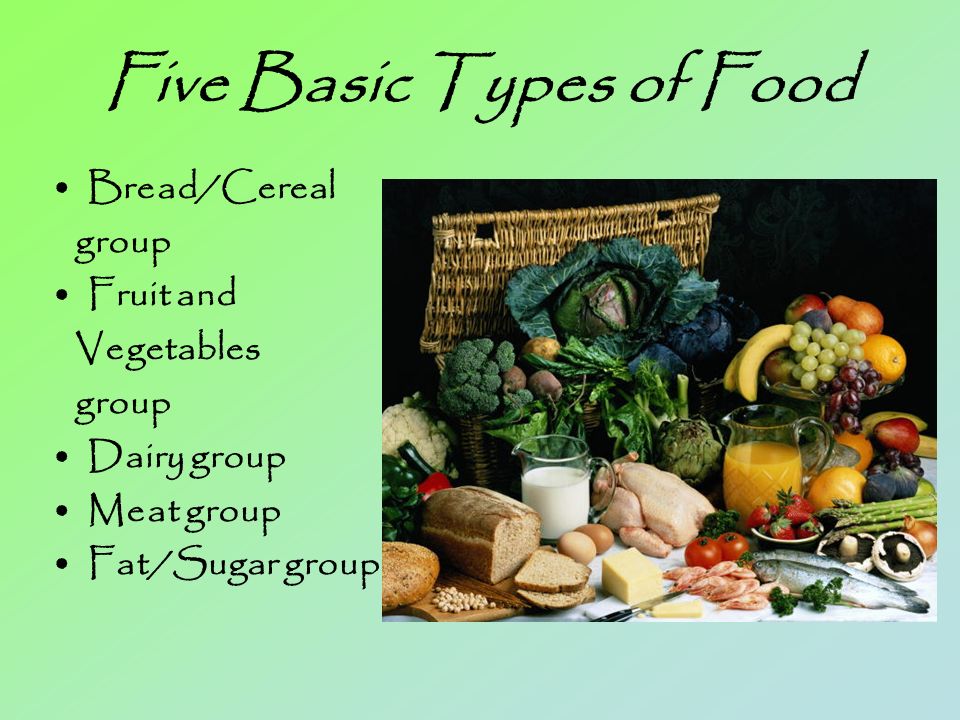 Five Basic Types of Food
• Bread/Cereal
group
• Fruit and
Vegetables
group
• Dairy group
• Meat group
• Fat/Sugar group